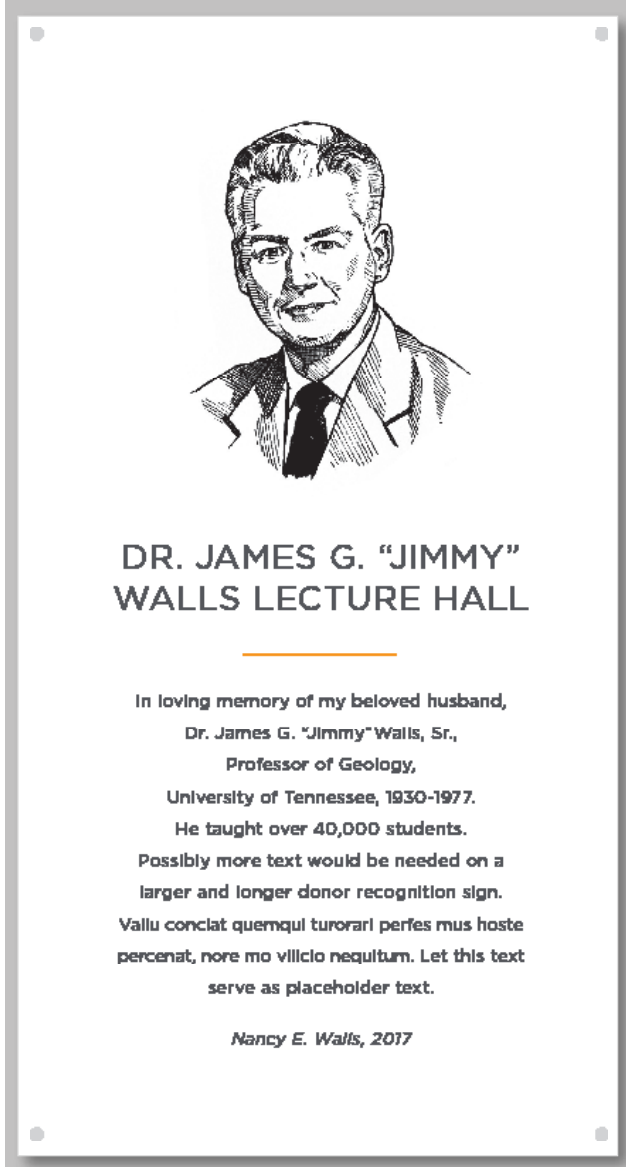 DR. JAMES G. “JIMMY”
WALLS LECTURE HALL
In loving memory of my beloved husband,
Dr. James G. “Jimmy” Walls, Sr.,
Professor of Geology,
University of Tennessee, 1930-1977.
He taught over 40,000 students.
Possibly more text would be needed on a
larger and longer donor recognition sign.
Vallu conclat quemqui turorari perfes mus hoste
percenat, nore mo vilicio nequitum. Let this text
serve as placeholder text.
Nancy E. Walls, 2017